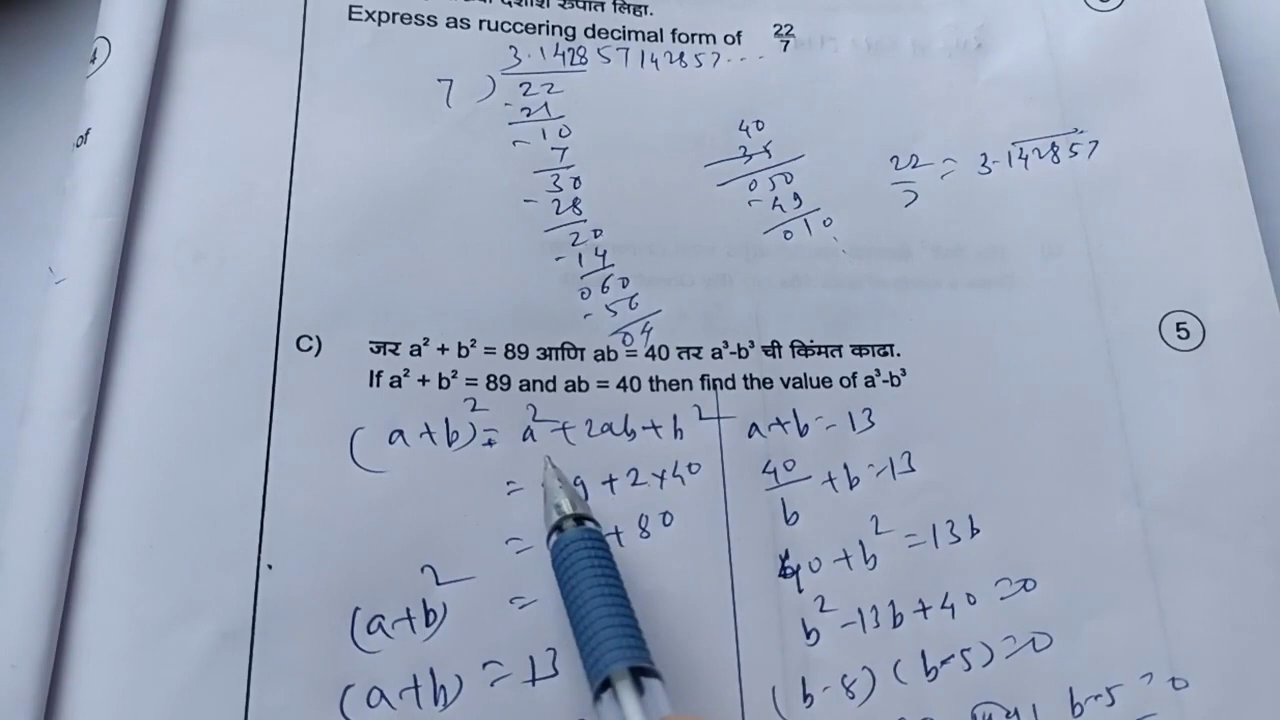 दशांश रुपात लिहा.
Express as ruccering decimal form of 22/7
3.142857142857...
7 ) 22
- 21
- 10
7
30
- 28
20
- 14
060
- 56
04
40
35
050
- 49
010
22/7 = 3.142857
of
5
C) जर a² + b² = 89 आणि ab = 40 तर a³-b³ ची किंमत काढा.
If a² + b² = 89 and ab = 40 then find the value of a³-b³
(a+b)² = a² + 2ab + b²
= 9 + 2×40
= + 80
(a+b)² =
(a+b) = 13
a+b = 13
40/b + b = 13
40 + b² = 13b
b² - 13b + 40 = 0
(b-8) (b-5) = 0
b-5 = 0